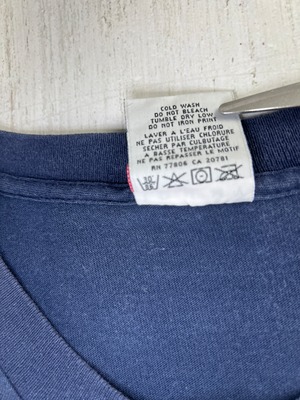 COLD WASH
DO NOT BLEACH
TUMBLE DRY LOW
DO NOT IRON PRINT
LAVER A L'EAU FROID
NE PAS UTILISER CHLORURE
SECHER PAR CULBUTAGE
A BASSE TEMPERATURE
NE PAS REPASSER LE MOTIF
RN 77806 CA 20781